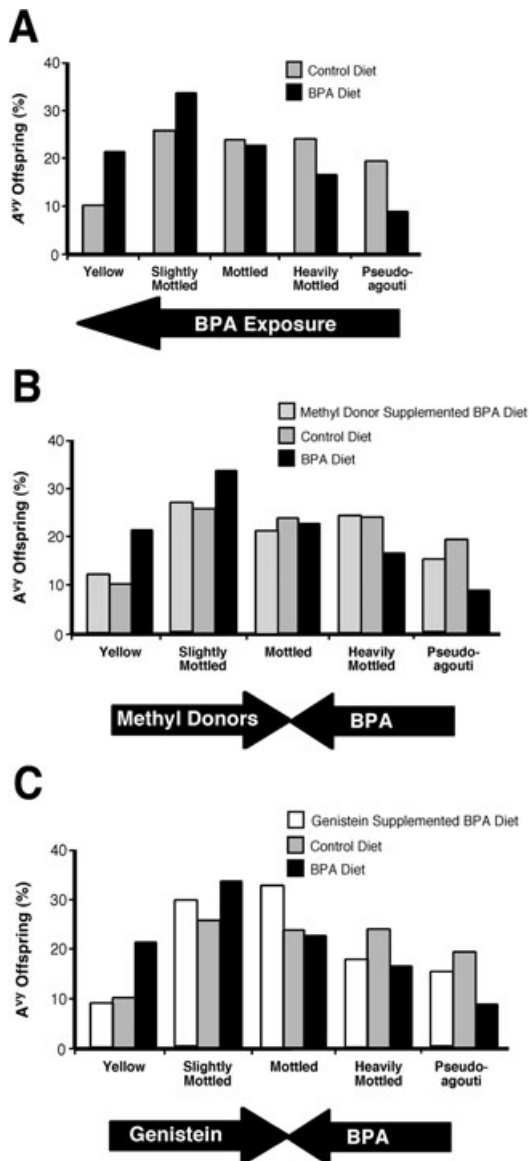 A
Control Diet
BPA Diet
40
30
20
10
0
A^vy Offspring (%)
Yellow
Slightly
Mottled
Mottled
Heavily
Mottled
Pseudo-
agouti
BPA Exposure
B
Methyl Donor Supplemented BPA Diet
Control Diet
BPA Diet
40
30
20
10
0
A^vy Offspring (%)
Yellow
Slightly
Mottled
Mottled
Heavily
Mottled
Pseudo-
agouti
Methyl Donors
BPA
C
Genistein Supplemented BPA Diet
Control Diet
BPA Diet
40
30
20
10
0
A^vy Offspring (%)
Yellow
Slightly
Mottled
Mottled
Heavily
Mottled
Pseudo-
agouti
Genistein
BPA